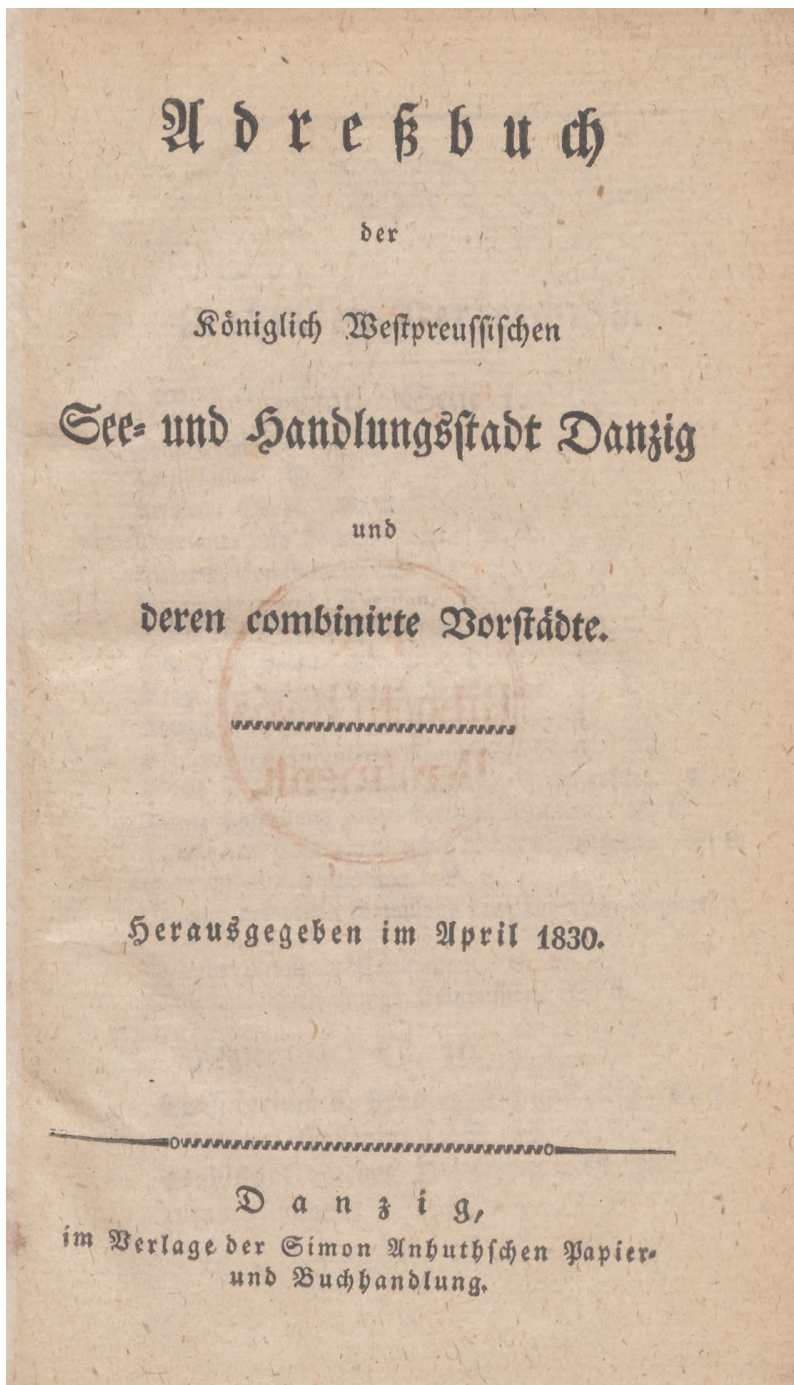 Adreßbuch
der
Königlich Westpreussischen
See- und Handlungsstadt Danzig
und
deren combinirte Vorstädte.
Herausgegeben im April 1830.
Danzig,
im Verlage der Simon Anhuthschen Papier-
und Buchhandlung.